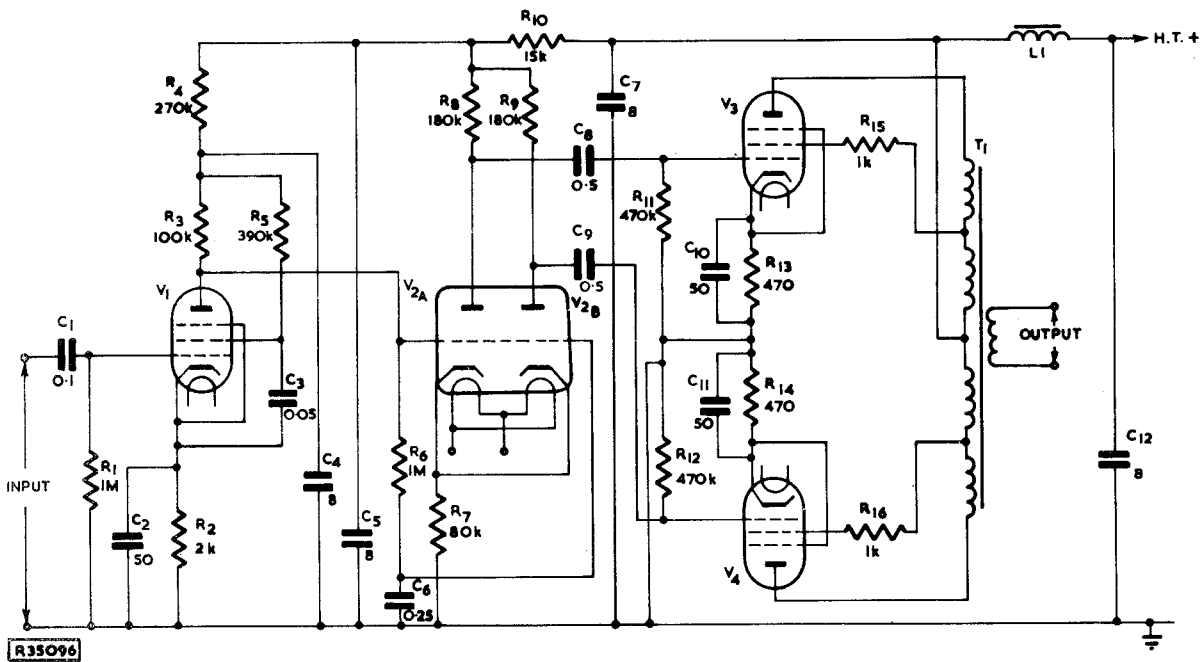 R10
15k
H.T. +
L1
R4
270k
R8
180k
R9
180k
C7
8
V3
R15
1k
T1
C8
0·5
R11
470k
R3
100k
R5
390k
C9
0·5
C10
50
R13
470
V1
V2A
V2B
C1
0·1
OUTPUT
C3
0·05
C11
50
R14
470
R6
1M
R12
470k
C12
8
INPUT
R1
1M
C4
8
R7
80k
R16
1k
C2
50
R2
2k
C5
8
V4
C6
0·25
R35096